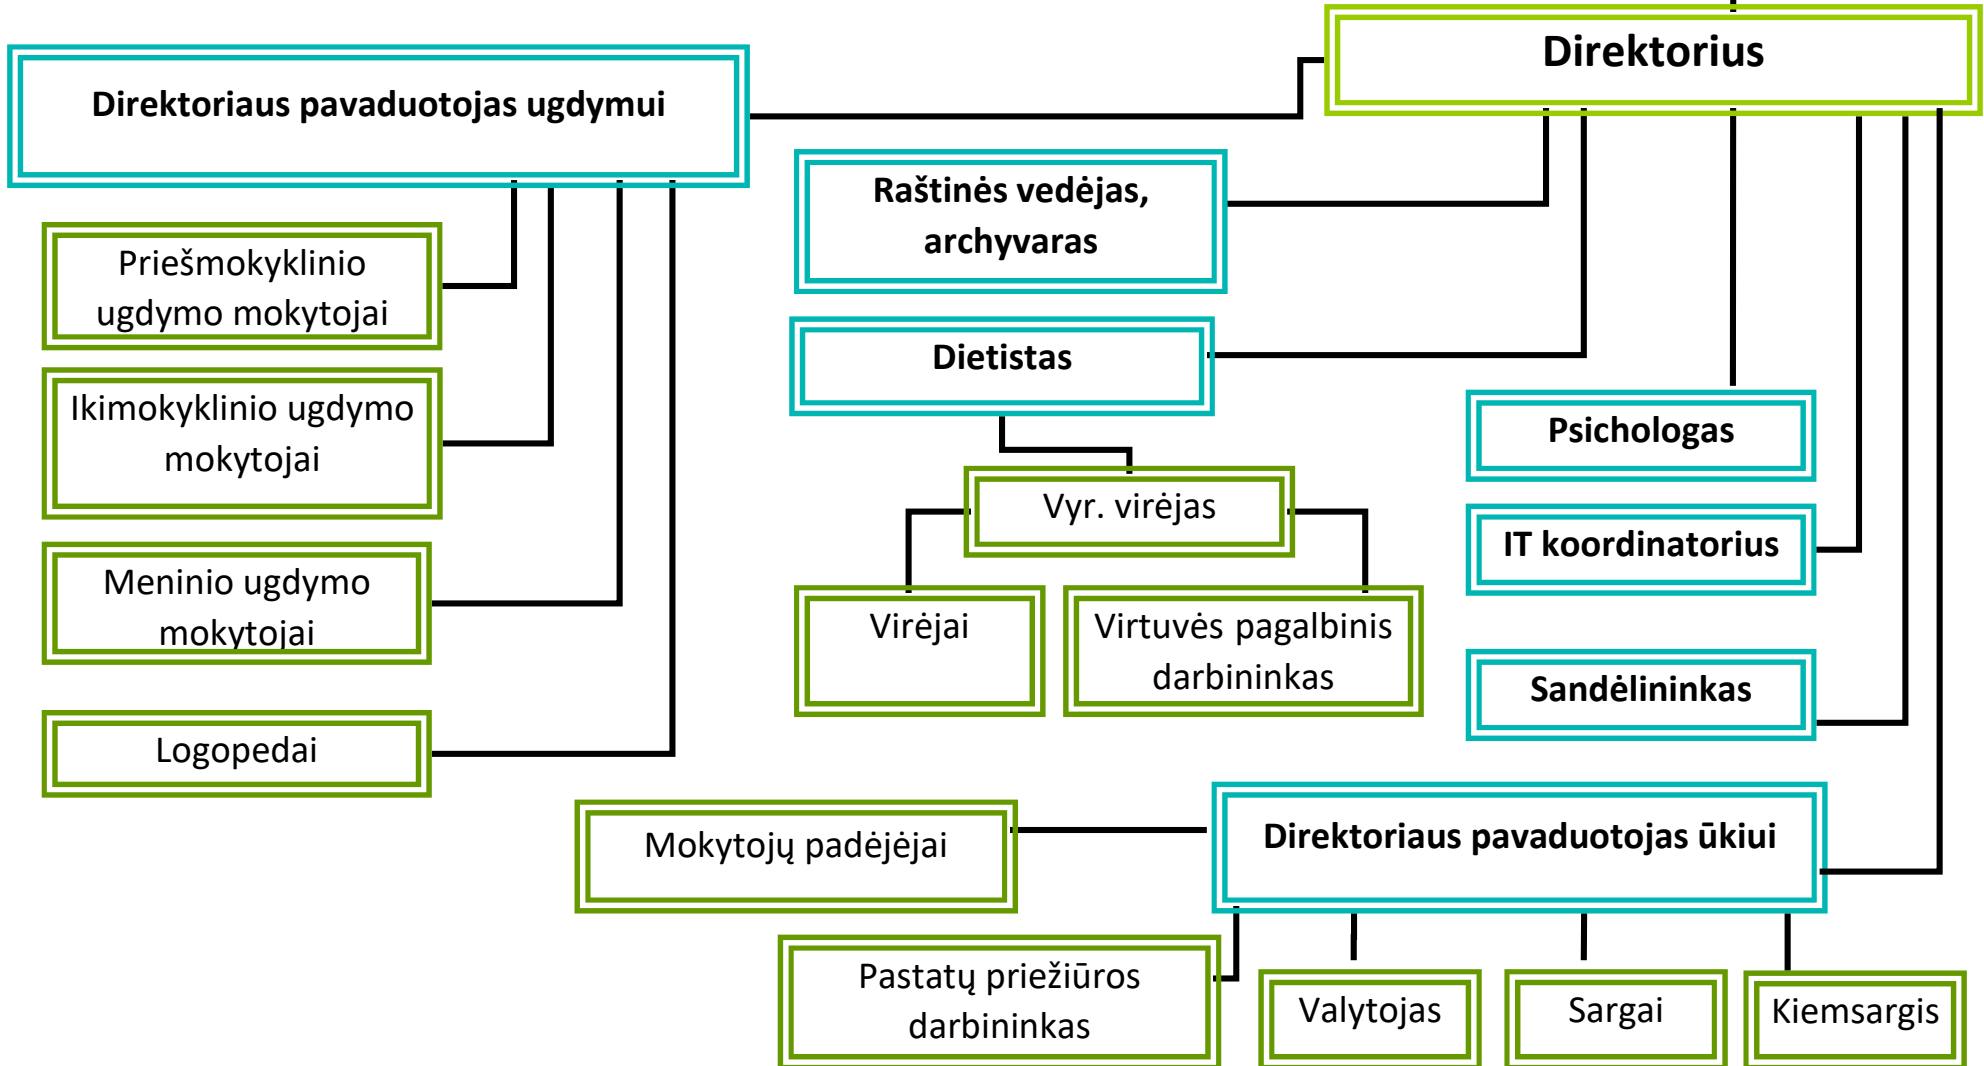 Direktorius
Direktoriaus pavaduotojas ugdymui
Raštinės vedėjas,
archyvaras
Priešmokyklinio
ugdymo mokytojai
Dietistas
Ikimokyklinio ugdymo
mokytojai
Psichologas
Vyr. virėjas
IT koordinatorius
Meninio ugdymo
mokytojai
Virėjai
Virtuvės pagalbinis
darbininkas
Sandėlininkas
Logopedai
Mokytojų padėjėjai
Direktoriaus pavaduotojas ūkiui
Pastatų priežiūros
darbininkas
Valytojas
Sargai
Kiemsargis